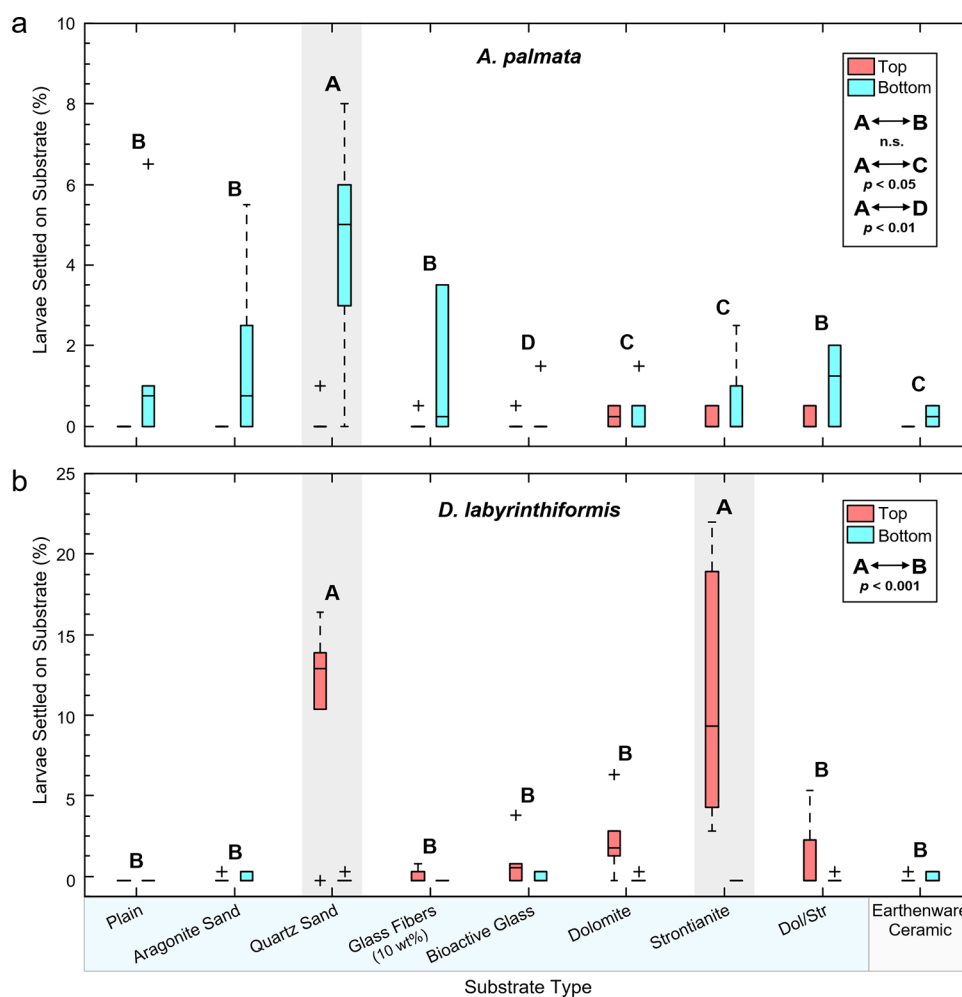 a
A. palmata
Larvae Settled on Substrate (%)
10
8
6
4
2
0
B
B
A
B
D
C
C
B
C
Top
Bottom
A↔B
n.s.
A↔C
p < 0.05
A↔D
p < 0.01
b
D. labyrinthiformis
Larvae Settled on Substrate (%)
25
20
15
10
5
0
B
B
A
B
B
B
A
B
B
Top
Bottom
A↔B
p < 0.001
Plain
Aragonite Sand
Quartz Sand
Glass Fibers
(10 wt%)
Bioactive Glass
Dolomite
Strontianite
Dol/Str
Earthenware
Ceramic
Substrate Type